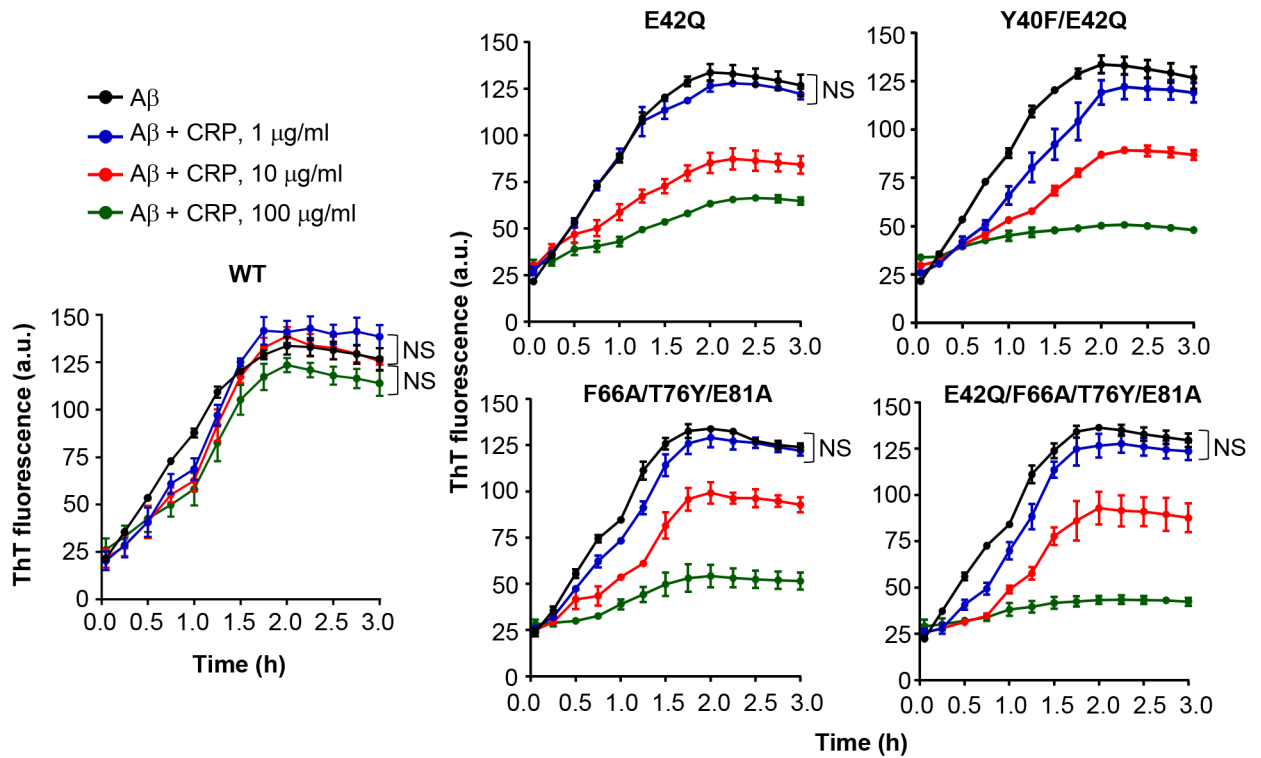 Aβ
Aβ + CRP, 1 μg/ml
Aβ + CRP, 10 μg/ml
Aβ + CRP, 100 μg/ml
WT
ThT fluorescence (a.u.)
150
125
100
75
50
25
0
NS
NS
0.0 0.5 1.0 1.5 2.0 2.5 3.0
Time (h)
ThT fluorescence (a.u.)
E42Q
150
125
100
75
50
25
0
NS
0.0 0.5 1.0 1.5 2.0 2.5 3.0
Y40F/E42Q
150
125
100
75
50
25
0
0.0 0.5 1.0 1.5 2.0 2.5 3.0
F66A/T76Y/E81A
150
125
100
75
50
25
0
NS
0.0 0.5 1.0 1.5 2.0 2.5 3.0
E42Q/F66A/T76Y/E81A
150
125
100
75
50
25
0
NS
0.0 0.5 1.0 1.5 2.0 2.5 3.0
Time (h)